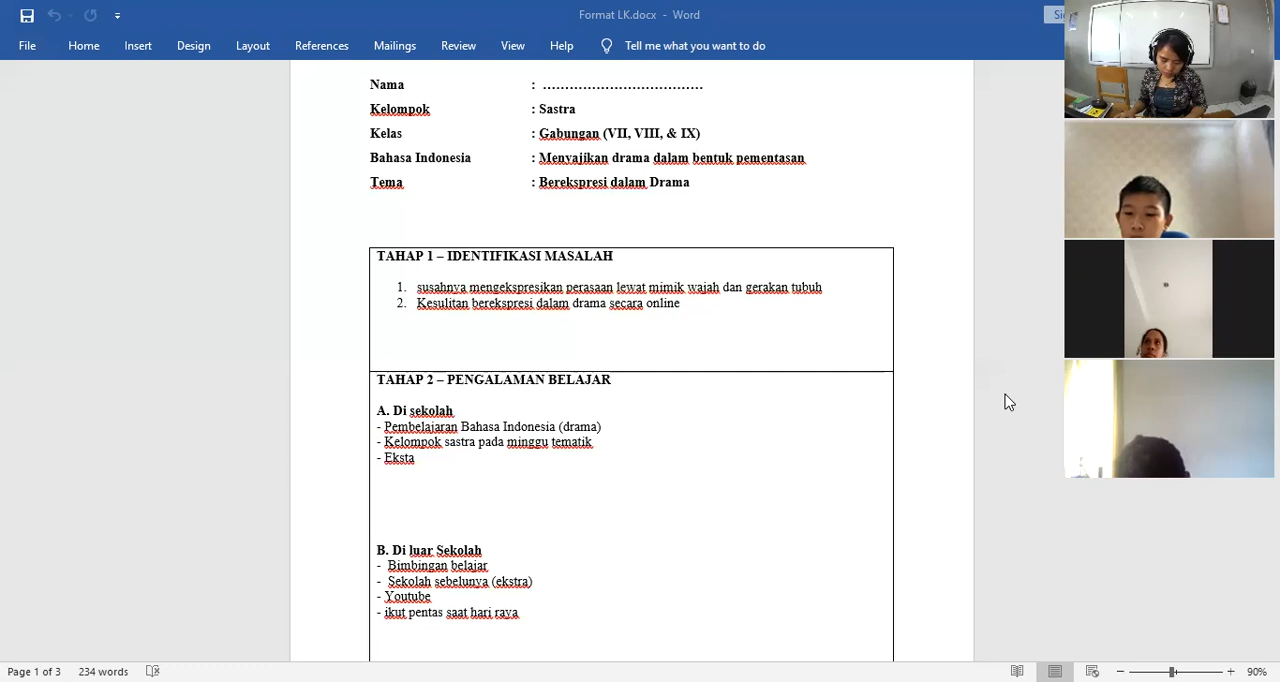 Format LK.docx - Word
File Home Insert Design Layout References Mailings Review View Help Tell me what you want to do
Nama : ……………………………
Kelompok : Sastra
Kelas : Gabungan (VII, VIII, & IX)
Bahasa Indonesia : Menyajikan drama dalam bentuk pementasan
Tema : Berekspresi dalam Drama
TAHAP 1 – IDENTIFIKASI MASALAH
1. susahnya mengekspresikan perasaan lewat mimik wajah dan gerakan tubuh
2. Kesulitan berekspresi dalam drama secara online
TAHAP 2 – PENGALAMAN BELAJAR
A. Di sekolah
- Pembelajaran Bahasa Indonesia (drama)
- Kelompok sastra pada minggu tematik
- Eksta
B. Di luar Sekolah
- Bimbingan belajar
- Sekolah sebelunya (ekstra)
- Youtube
- ikut pentas saat hari raya
Page 1 of 3 234 words 90%